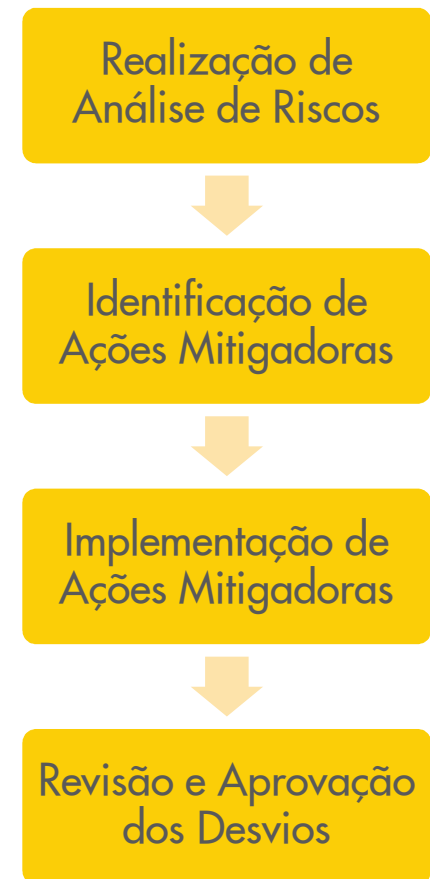 Realização de
Análise de Riscos
Identificação de
Ações Mitigadoras
Implementação de
Ações Mitigadoras
Revisão e Aprovação
dos Desvios